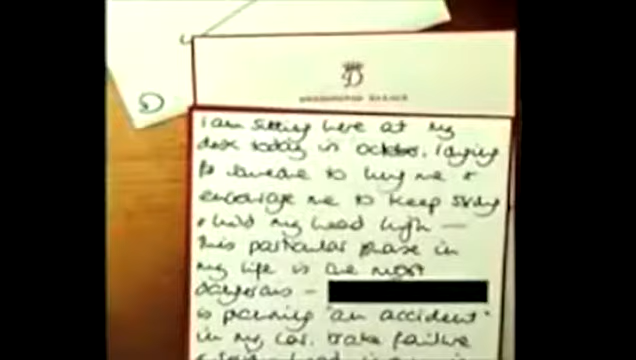 KENSINGTON PALACE
I am sitting here at my
desk today in October, longing
for someone to hug me &
encourage me to keep strong
& hold my head high —
this particular phase in
my life is the most
dangerous —
is planning "an accident"
in my car, brake failure